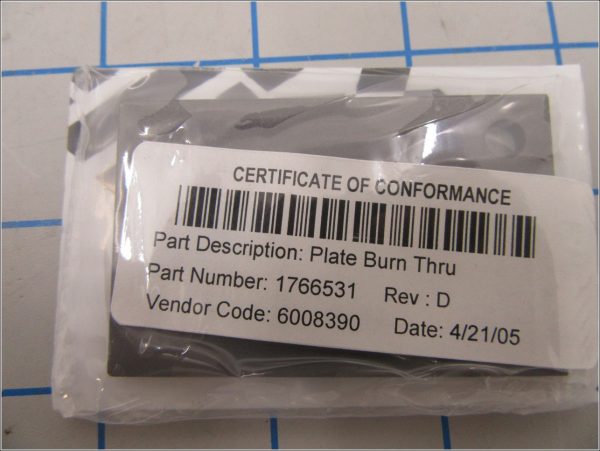 CERTIFICATE OF CONFORMANCE
Part Description: Plate Burn Thru
Part Number: 1766531 Rev : D
Vendor Code: 6008390 Date: 4/21/05